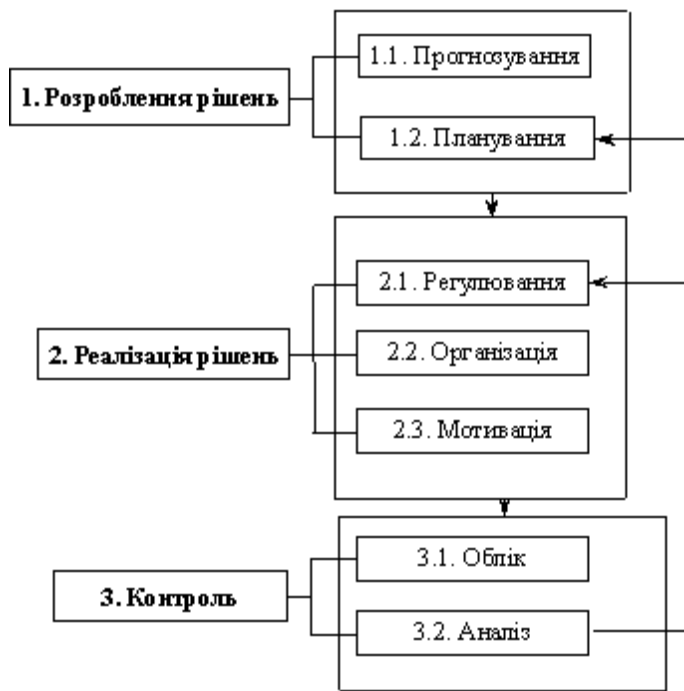 1. Розроблення рішень
1.1. Прогнозування
1.2. Планування
2. Реалізація рішень
2.1. Регулювання
2.2. Організація
2.3. Мотивація
3. Контроль
3.1. Облік
3.2. Аналіз